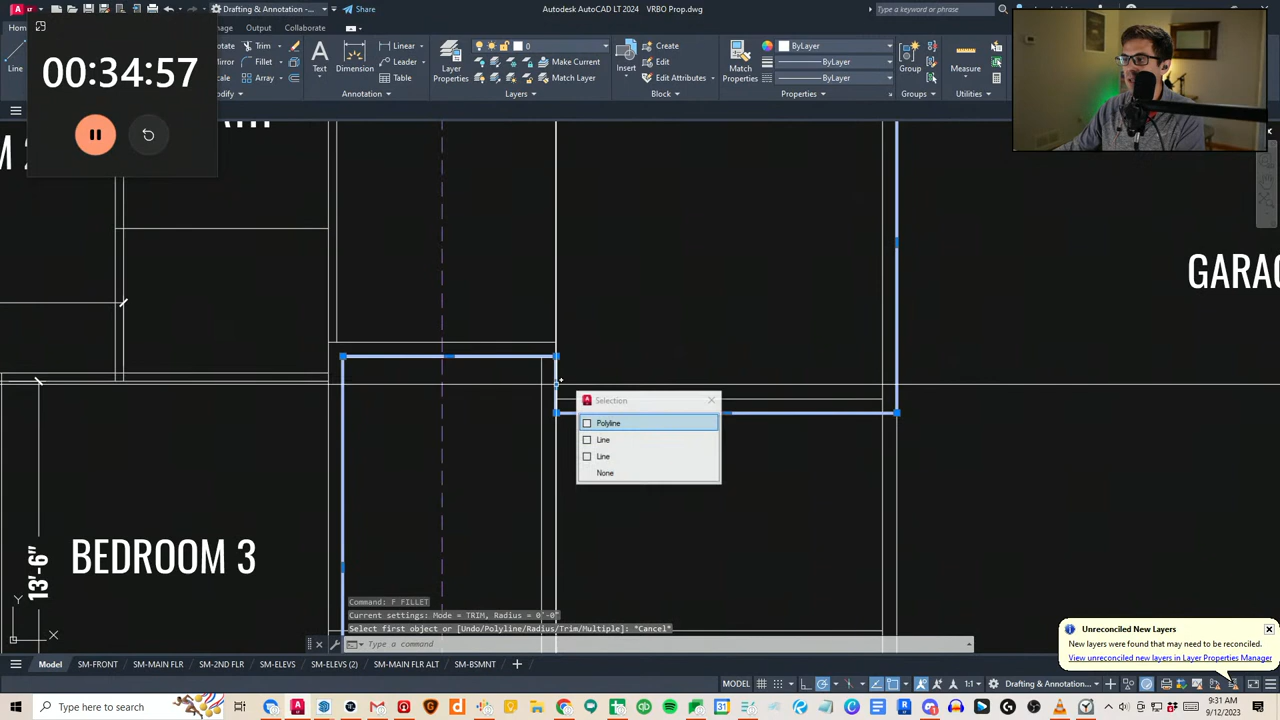 Drafting & Annotation
Share
Autodesk AutoCAD LT 2024
VRBO Prop.dwg
Type a keyword or phrase
Express Tools
Collaborate
00:34:57
Line
Rotate
Trim
Mirror
Fillet
Scale
Array
Modify
Text
Dimension
Linear
Leader
Table
Annotation
Layer
Properties
0
Make Current
Match Layer
Layers
Insert
Create
Edit
Edit Attributes
Block
Match
Properties
ByLayer
ByLayer
ByLayer
Properties
Group
Groups
Measure
Utilities
GARAG
Selection
Polyline
Line
Line
None
BEDROOM 3
13'-6"
Y
X
Command: F FILLET
Current settings: Mode = TRIM, Radius = 0'-0"
Select first object or [Undo/Polyline/Radius/Trim/Multiple]: *Cancel*
Type a command
Unreconciled New Layers
New layers were found that may need to be reconciled.
View unreconciled new layers in Layer Properties Manager
Model
SM-FRONT
SM-MAIN FLR
SM-2ND FLR
SM-ELEVS
SM-ELEVS (2)
SM-MAIN FLR ALT
SM-BSMNT
MODEL
1:1
Drafting & Annotation
Type here to search
9:31 AM
9/12/2023